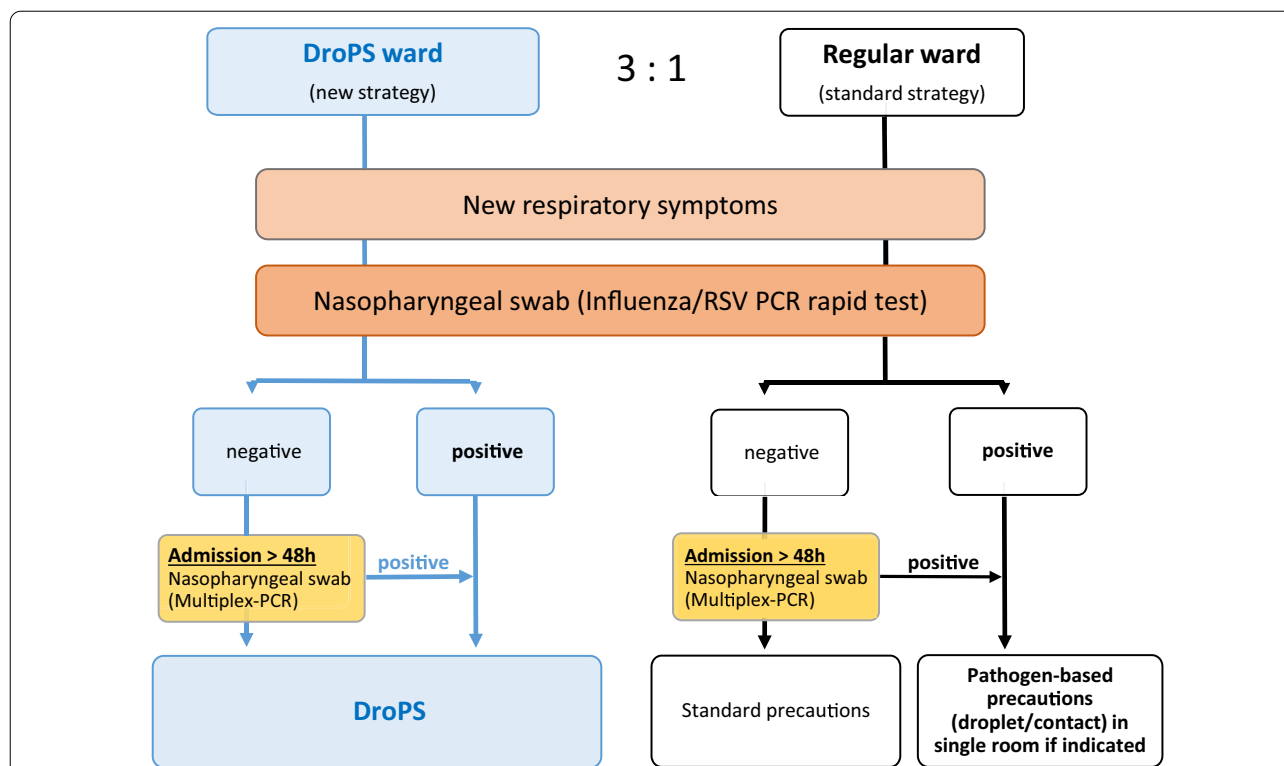 DroPS ward
(new strategy)
3 : 1
Regular ward
(standard strategy)
New respiratory symptoms
Nasopharyngeal swab (Influenza/RSV PCR rapid test)
negative
positive
negative
positive
Admission > 48h
Nasopharyngeal swab
(Multiplex-PCR)
positive
Admission > 48h
Nasopharyngeal swab
(Multiplex-PCR)
positive
DroPS
Standard precautions
Pathogen-based
precautions
(droplet/contact) in
single room if indicated